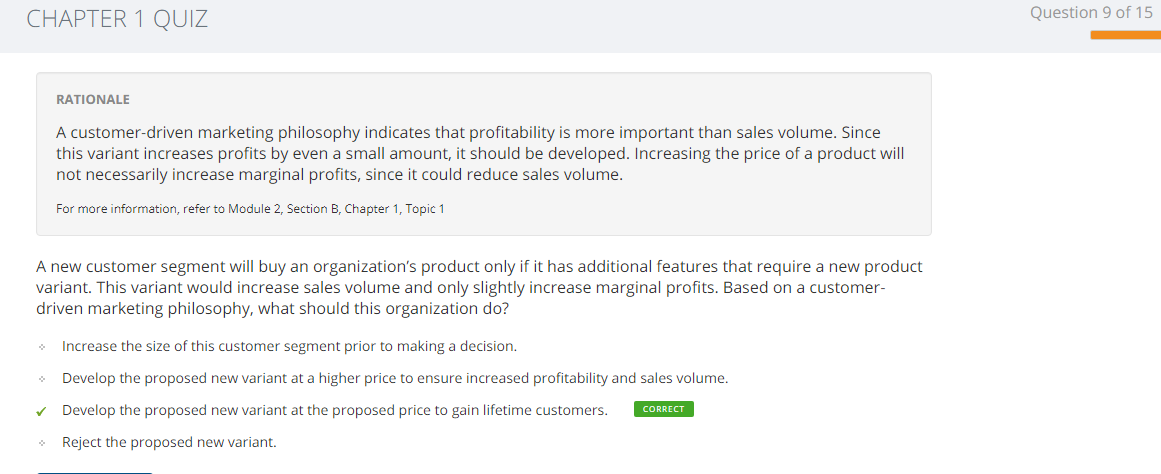 CHAPTER 1 QUIZ
Question 9 of 15
RATIONALE
A customer-driven marketing philosophy indicates that profitability is more important than sales volume. Since
this variant increases profits by even a small amount, it should be developed. Increasing the price of a product will
not necessarily increase marginal profits, since it could reduce sales volume.
For more information, refer to Module 2, Section B, Chapter 1, Topic 1
A new customer segment will buy an organization’s product only if it has additional features that require a new product
variant. This variant would increase sales volume and only slightly increase marginal profits. Based on a customer-
driven marketing philosophy, what should this organization do?
Increase the size of this customer segment prior to making a decision.
Develop the proposed new variant at a higher price to ensure increased profitability and sales volume.
Develop the proposed new variant at the proposed price to gain lifetime customers. CORRECT
Reject the proposed new variant.